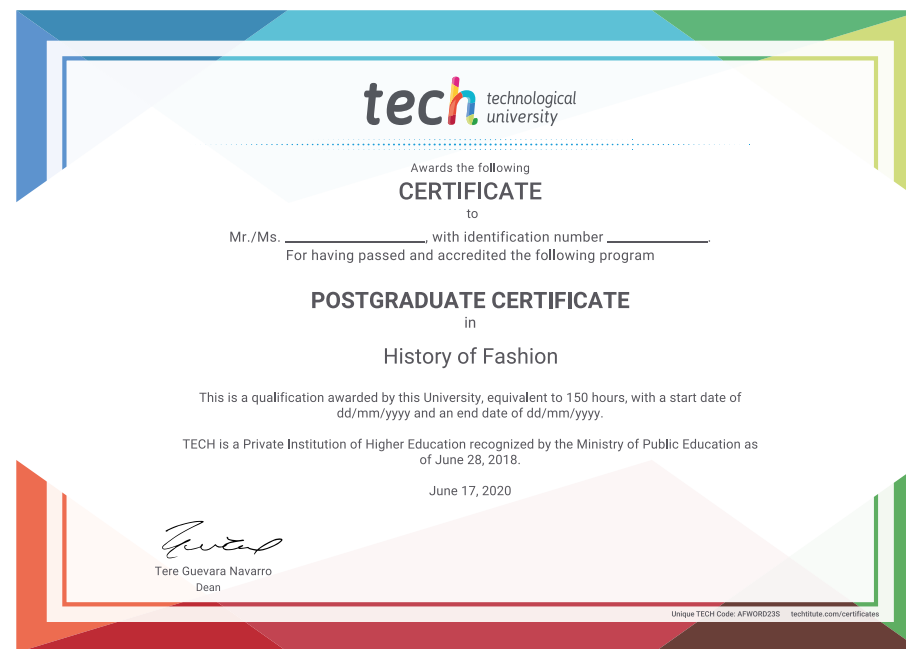 tech technological
university
Awards the following
CERTIFICATE
to
Mr./Ms. ____________________, with identification number ______________.
For having passed and accredited the following program
POSTGRADUATE CERTIFICATE
in
History of Fashion
This is a qualification awarded by this University, equivalent to 150 hours, with a start date of
dd/mm/yyyy and an end date of dd/mm/yyyy.
TECH is a Private Institution of Higher Education recognized by the Ministry of Public Education as
of June 28, 2018.
June 17, 2020
Tere Guevara Navarro
Dean
Unique TECH Code: AFWORD23S techtitute.com/certificates